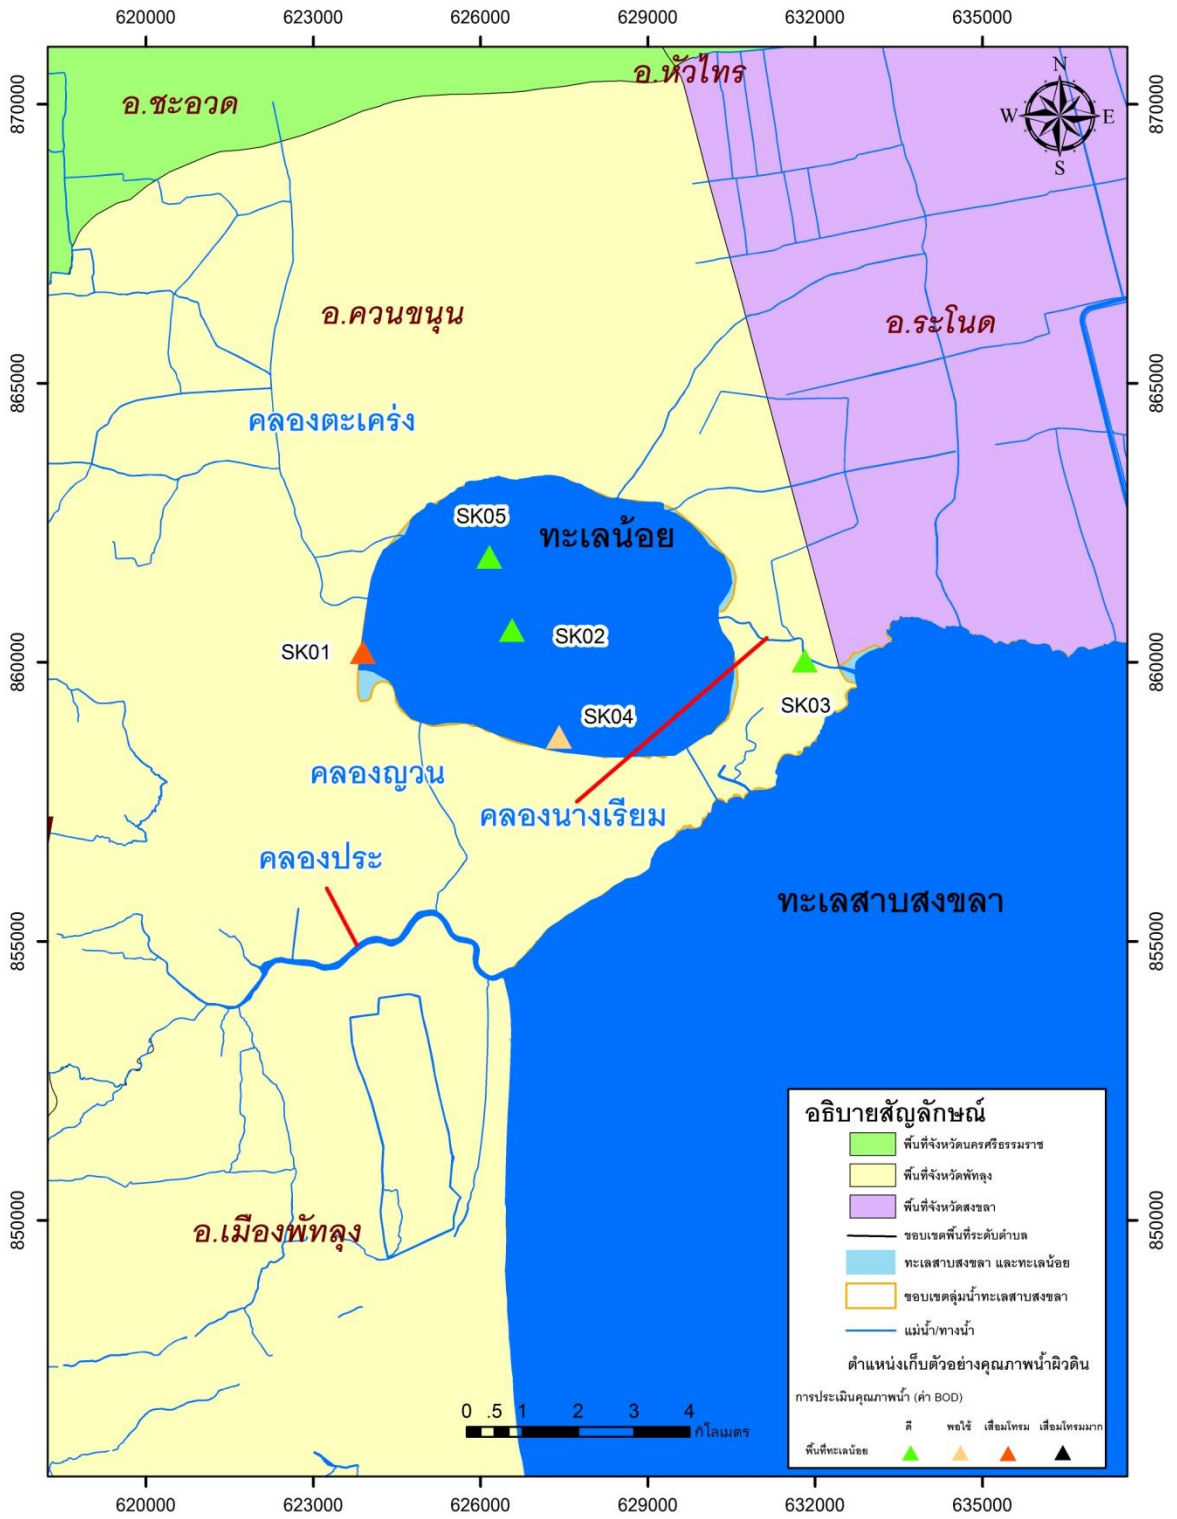 620000 623000 626000 629000 632000 635000
870000
870000
อ.หัวไทร
อ.ชะอวด
N
W E
S
อ.ควนขนุน
อ.ระโนด
865000
865000
คลองตะเคร่ง
SK05
ทะเลน้อย
SK02
SK01
860000
860000
SK03
SK04
คลองญวน
คลองนางเรียม
คลองประ
ทะเลสาบสงขลา
855000
855000
อ.เมืองพัทลุง
850000
850000
อธิบายสัญลักษณ์
พื้นที่จังหวัดนครศรีธรรมราช
พื้นที่จังหวัดพัทลุง
พื้นที่จังหวัดสงขลา
ขอบเขตพื้นที่ระดับตำบล
ทะเลสาบสงขลา และทะเลน้อย
ขอบเขตลุ่มน้ำทะเลสาบสงขลา
แม่น้ำ/ทางน้ำ
ตำแหน่งเก็บตัวอย่างคุณภาพน้ำผิวดิน
การประเมินคุณภาพน้ำ (ค่า BOD)
ดี พอใช้ เสื่อมโทรม เสื่อมโทรมมาก
พื้นที่ทะเลน้อย
0 .5 1 2 3 4
กิโลเมตร
620000 623000 626000 629000 632000 635000